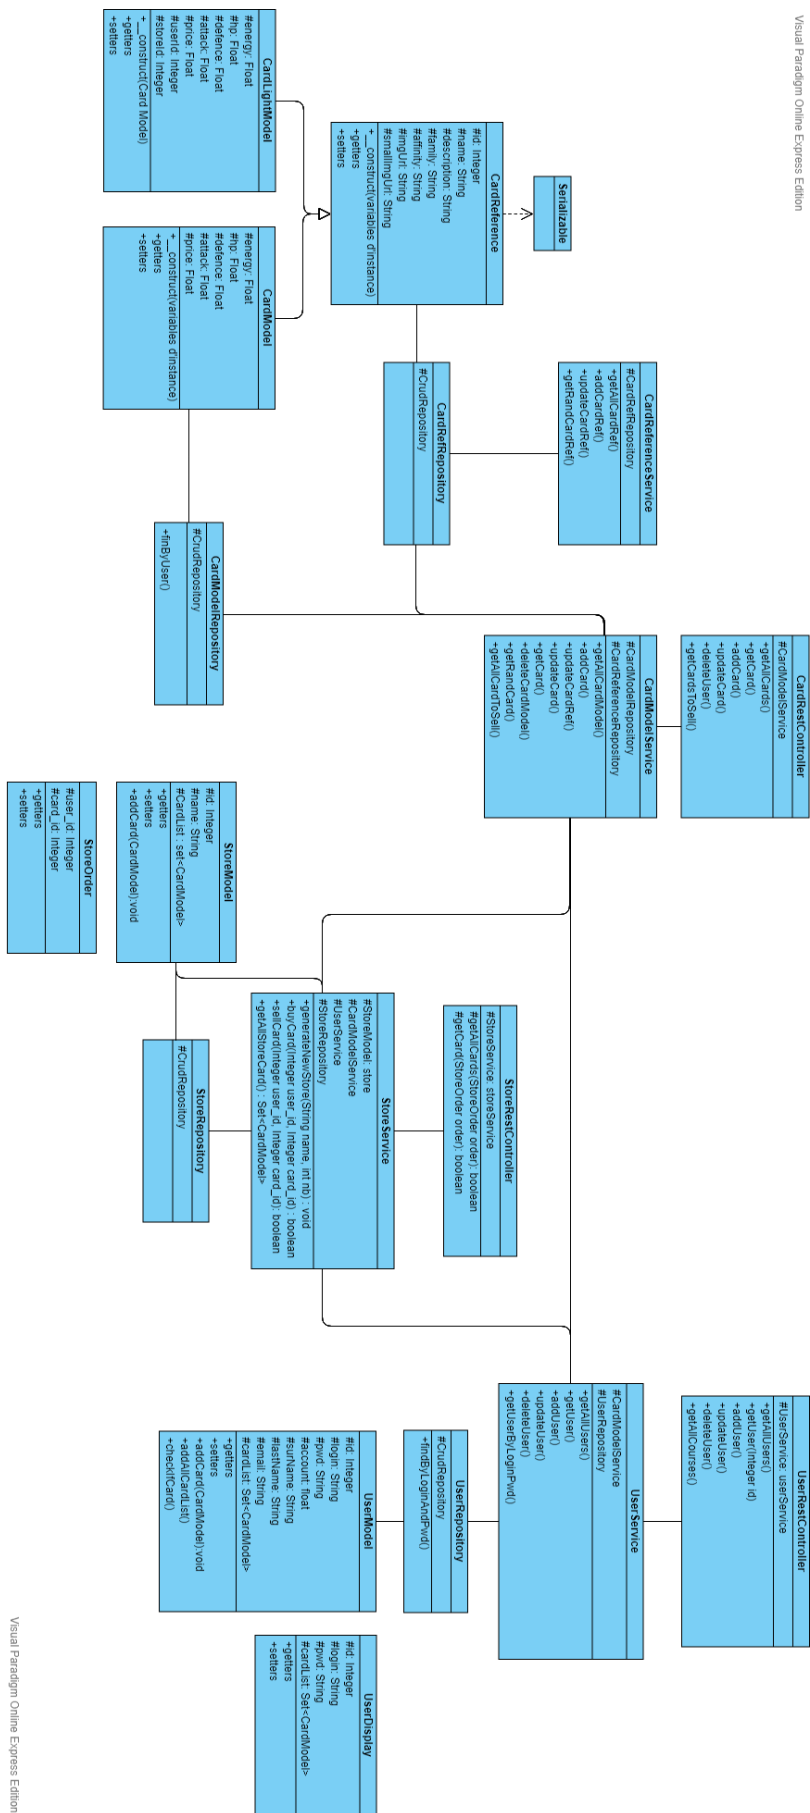 Visual Paradigm Online Express Edition
Serializable
CardReference
#id: Integer
#name: String
#description: String
#family: String
#affinity: String
#imgUrl: String
#smallImgUrl: String
+__construct(variables d'instance)
+getters
+setters
CardLightModel
#energy: Float
#hp: Float
#defence: Float
#attack: Float
#price: Float
#userId: Integer
#storeId: Integer
+__construct(Card Model)
+getters
+setters
CardModel
#energy: Float
#hp: Float
#defence: Float
#attack: Float
#price: Float
+__construct(variables d'instance)
+getters
+setters
CardReferenceService
#CardRefRepository
+getAllCardRef()
+addCardRef()
+updateCardRef()
+getRandCardRef()
CardRefRepository
#CrudRepository
CardModelRepository
#CrudRepository
+finByUser()
CardRestController
#CardModelService
+getAllCards()
+getCard()
+addCard()
+updateCard()
+deleteUser()
+getCardsToSell()
CardModelService
#CardModelRepository
#CardReferenceRepository
+getAllCardModel()
+addCard()
+updateCardRef()
+updateCard()
+getCard()
+deleteCardModel()
+getRandCard()
+getAllCardToSell()
StoreModel
#id: Integer
#name: String
#CardList : set<CardModel>
+getters
+setters
+addCard(CardModel):void
StoreOrder
#user_id: Integer
#card_id: Integer
+getters
+setters
StoreRestController
#StoreService: storeService
#getAllCards(StoreOrder order): boolean
#getCard(StoreOrder order): boolean
StoreService
#StoreModel: store
#CardModelService
#UserService
#StoreRepository
+generateNewStore(String name, int nb) : void
+buyCard(Integer user_id, Integer card_id) : boolean
+sellCard(Integer user_id, Integer card_id): boolean
+getAllStoreCard() : Set<CardModel>
StoreRepository
#CrudRepository
UserRestController
#UserService: userService
+getAllUsers()
+getUser(Integer id)
+addUser()
+updateUser()
+deleteUser()
+getAllCourses()
UserService
#CardModelService
#UserRepository
+getAllUsers()
+getUser()
+addUser()
+updateUser()
+deleteUser()
+getUserByLoginPwd()
UserRepository
#CrudRepository
+findByLoginAndPwd()
UserModel
#id: Integer
#login: String
#pwd: String
#account: float
#surName: String
#lastName: String
#email: String
#cardList: Set<CardModel>
+getters
+setters
+addCard(CardModel):void
+addAllCardList()
+checkIfCard()
UserDisplay
#id: Integer
#login: String
#pwd: String
#cardList: Set<CardModel>
+getters
+setters
Visual Paradigm Online Express Edition